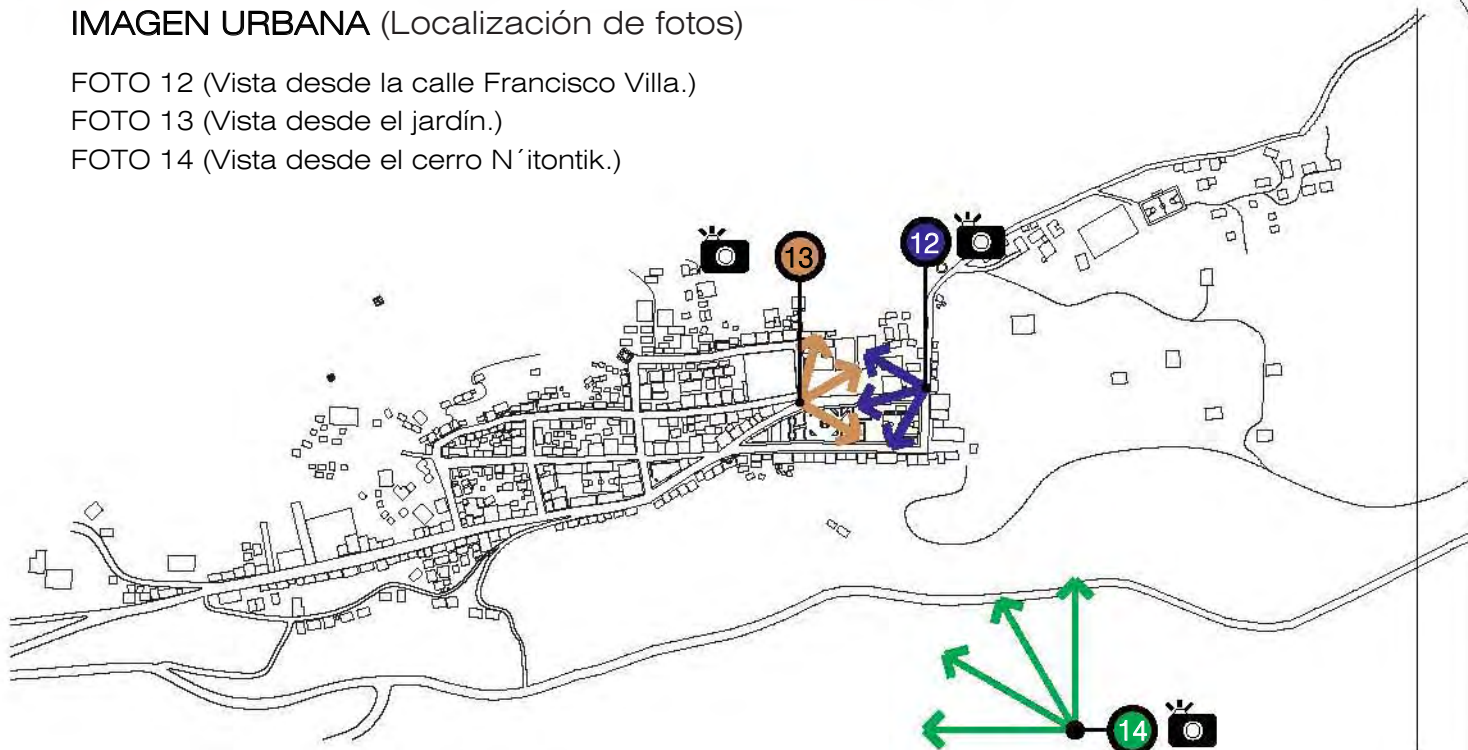 IMAGEN URBANA (Localización de fotos)
FOTO 12 (Vista desde la calle Francisco Villa.)
FOTO 13 (Vista desde el jardín.)
FOTO 14 (Vista desde el cerro N´itontik.)
13
12
14